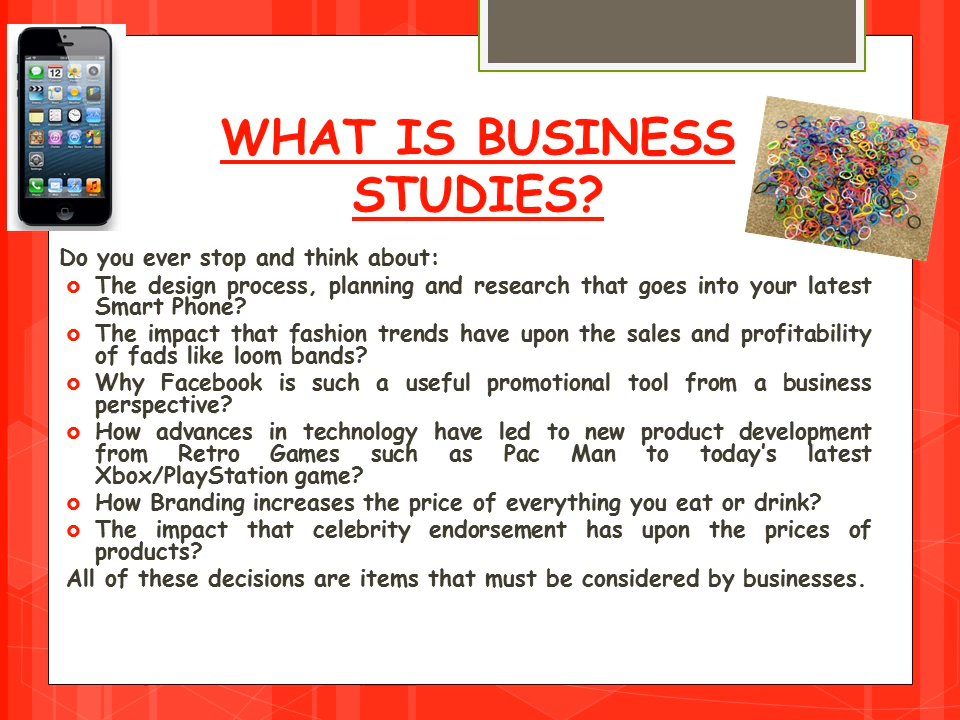 WHAT IS BUSINESS
STUDIES?
Do you ever stop and think about:
The design process, planning and research that goes into your latest
Smart Phone?
The impact that fashion trends have upon the sales and profitability
of fads like loom bands?
Why Facebook is such a useful promotional tool from a business
perspective?
How advances in technology have led to new product development
from Retro Games such as Pac Man to today's latest
Xbox/PlayStation game?
How Branding increases the price of everything you eat or drink?
The impact that celebrity endorsement has upon the prices of
products?
All of these decisions are items that must be considered by businesses.